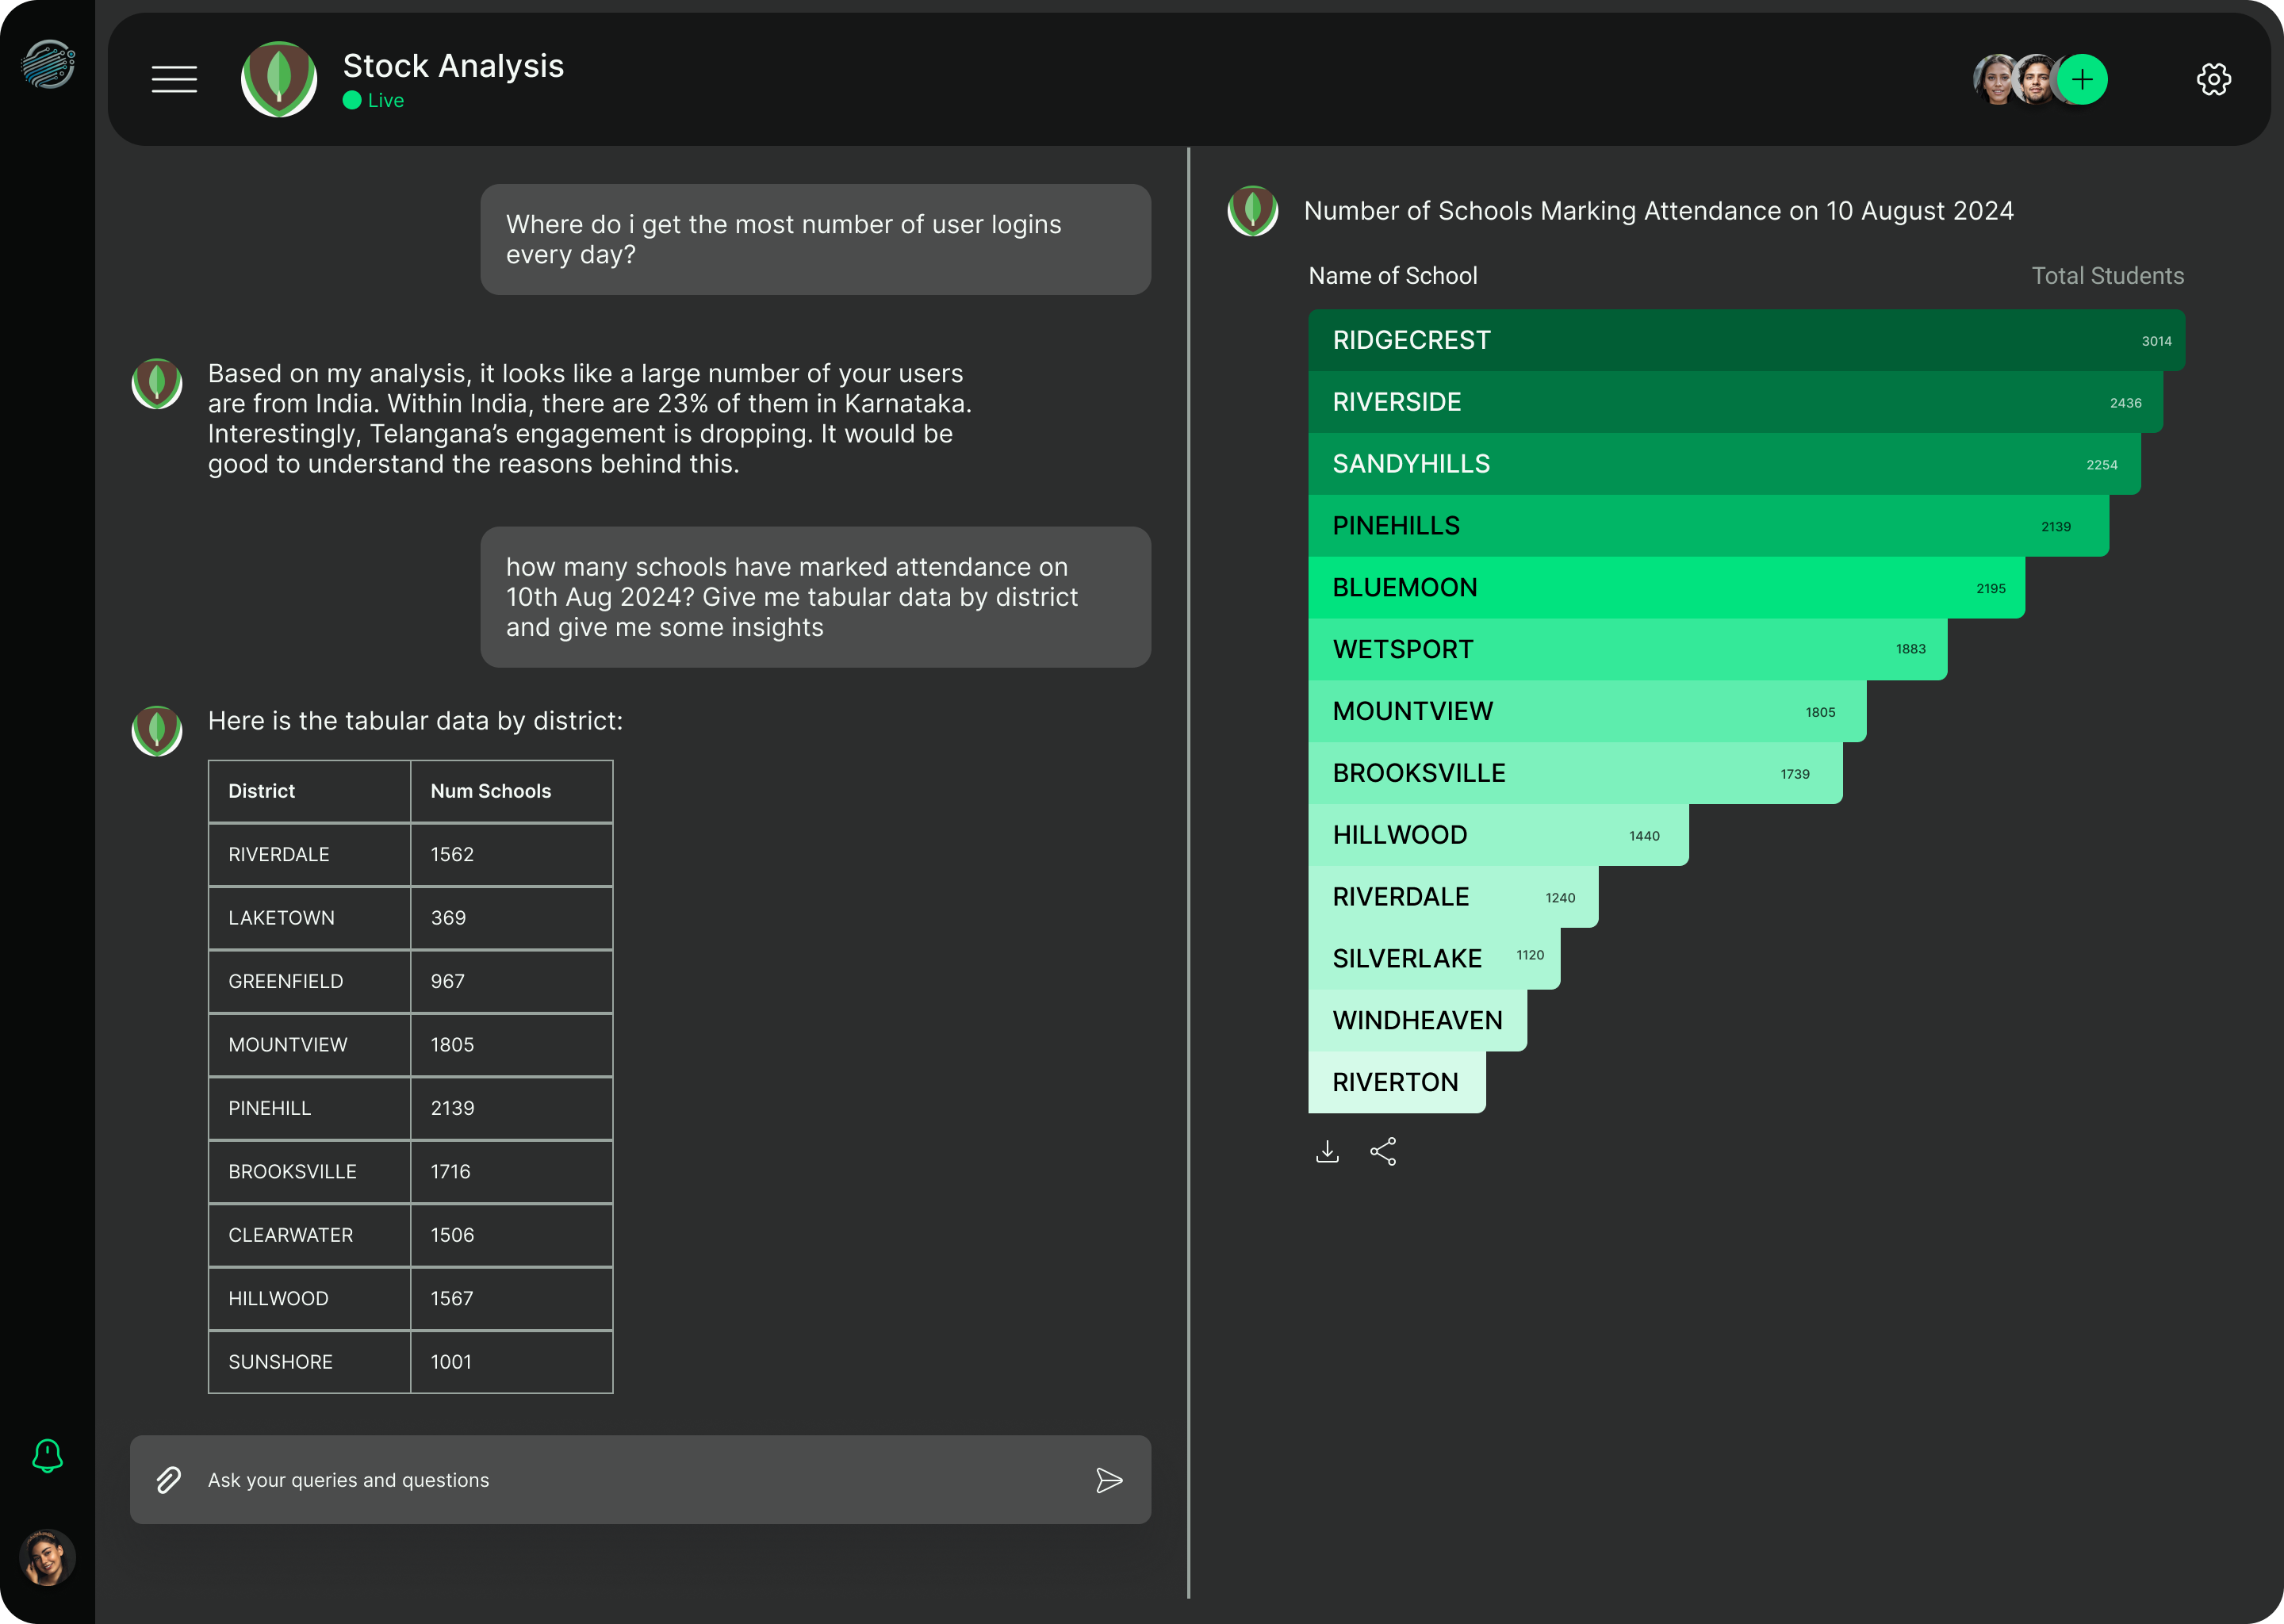 Stock Analysis
Live
Where do i get the most number of user logins
every day?
Based on my analysis, it looks like a large number of your users
are from India. Within India, there are 23% of them in Karnataka.
Interestingly, Telangana’s engagement is dropping. It would be
good to understand the reasons behind this.
how many schools have marked attendance on
10th Aug 2024? Give me tabular data by district
and give me some insights
Here is the tabular data by district:
District Num Schools
RIVERDALE 1562
LAKETOWN 369
GREENFIELD 967
MOUNTVIEW 1805
PINEHILL 2139
BROOKSVILLE 1716
CLEARWATER 1506
HILLWOOD 1567
SUNSHORE 1001
Ask your queries and questions
Number of Schools Marking Attendance on 10 August 2024
Name of School Total Students
RIDGECREST 3014
RIVERSIDE 2436
SANDYHILLS 2254
PINEHILLS 2139
BLUEMOON 2195
WETSPORT 1883
MOUNTVIEW 1805
BROOKSVILLE 1739
HILLWOOD 1440
RIVERDALE 1240
SILVERLAKE 1120
WINDHEAVEN
RIVERTON